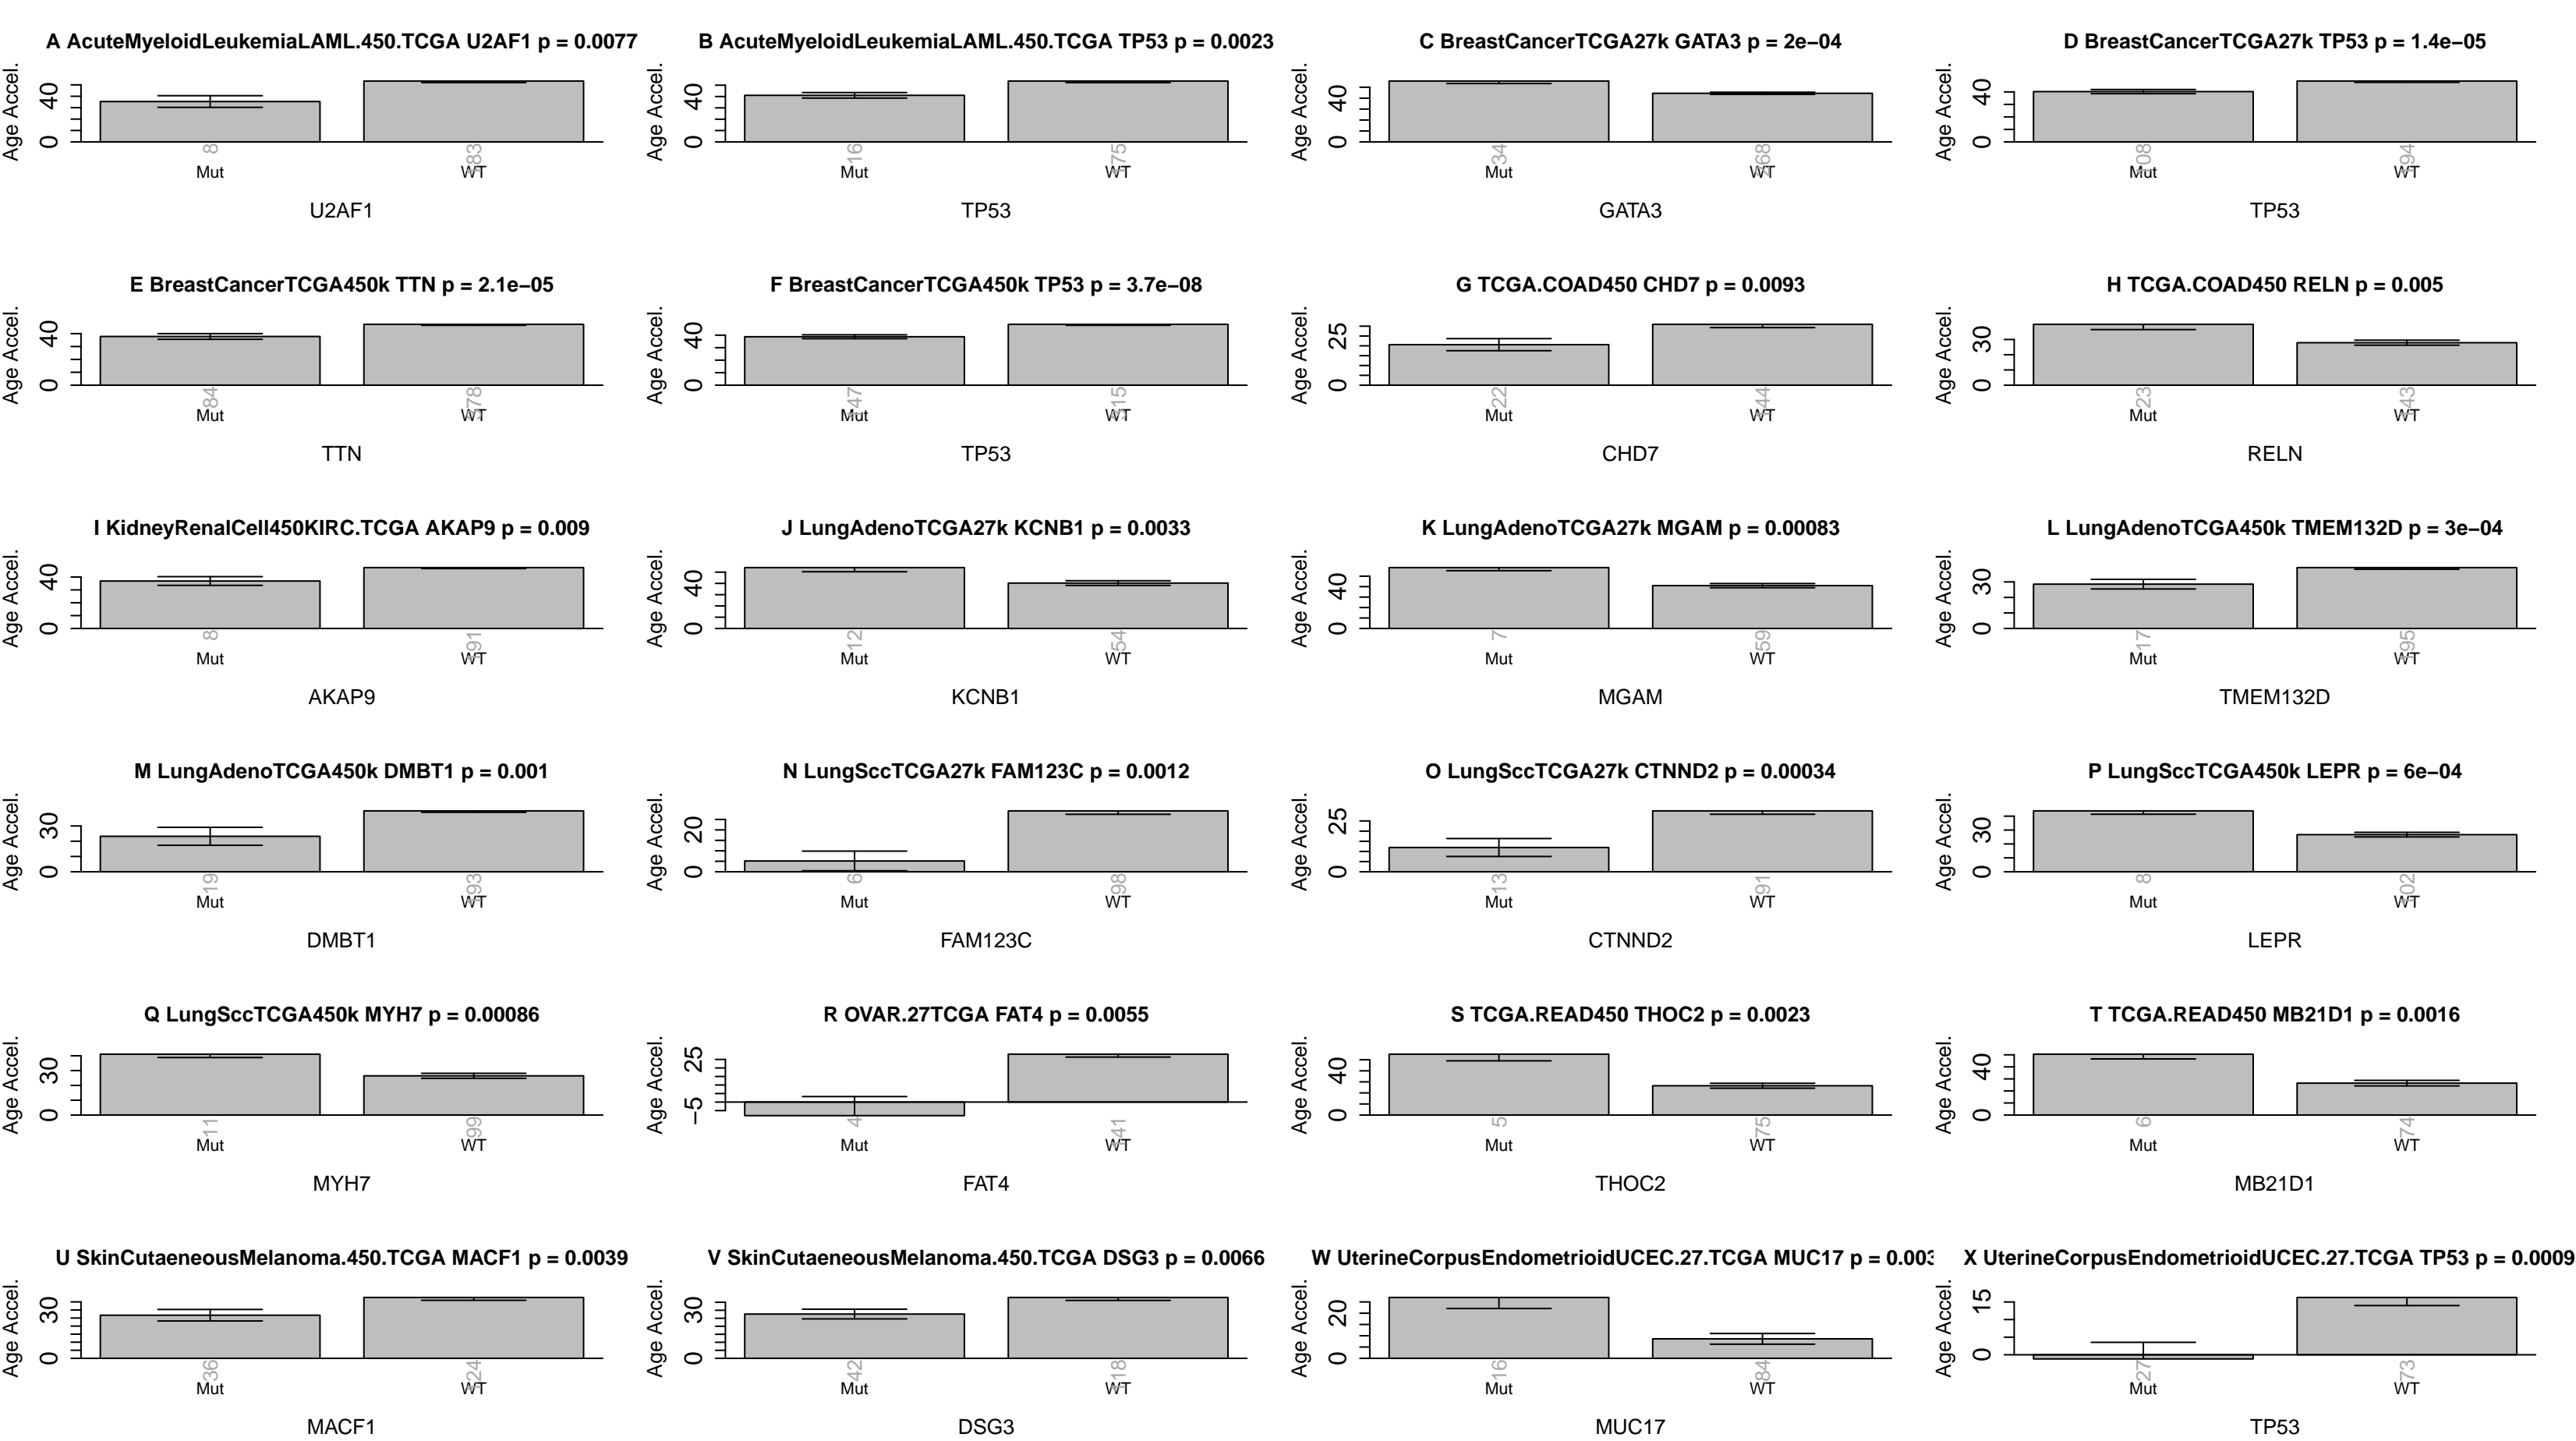 A AcuteMyeloidLeukemiaLAML.450.TCGA U2AF1 p = 0.0077
Age Accel.
0
40
8
Mut
WT
U2AF1
B AcuteMyeloidLeukemiaLAML.450.TCGA TP53 p = 0.0023
Age Accel.
0
40
16
Mut
WT
TP53
C BreastCancerTCGA27k GATA3 p = 2e−04
Age Accel.
0
40
34
Mut
WT
GATA3
D BreastCancerTCGA27k TP53 p = 1.4e−05
Age Accel.
0
40
Mut
WT
TP53
E BreastCancerTCGA450k TTN p = 2.1e−05
Age Accel.
0
40
84
Mut
WT
TTN
F BreastCancerTCGA450k TP53 p = 3.7e−08
Age Accel.
0
40
Mut
WT
TP53
G TCGA.COAD450 CHD7 p = 0.0093
Age Accel.
0
25
22
Mut
WT
CHD7
H TCGA.COAD450 RELN p = 0.005
Age Accel.
0
30
23
Mut
WT
RELN
I KidneyRenalCell450KIRC.TCGA AKAP9 p = 0.009
Age Accel.
0
40
8
Mut
WT
AKAP9
J LungAdenoTCGA27k KCNB1 p = 0.0033
Age Accel.
0
40
12
Mut
54
WT
KCNB1
K LungAdenoTCGA27k MGAM p = 0.00083
Age Accel.
0
40
7
Mut
59
WT
MGAM
L LungAdenoTCGA450k TMEM132D p = 3e−04
Age Accel.
0
30
17
Mut
WT
TMEM132D
M LungAdenoTCGA450k DMBT1 p = 0.001
Age Accel.
0
30
19
Mut
WT
DMBT1
N LungSccTCGA27k FAM123C p = 0.0012
Age Accel.
0
20
6
Mut
98
WT
FAM123C
O LungSccTCGA27k CTNND2 p = 0.00034
Age Accel.
0
25
13
Mut
91
WT
CTNND2
P LungSccTCGA450k LEPR p = 6e−04
Age Accel.
0
30
8
Mut
WT
LEPR
Q LungSccTCGA450k MYH7 p = 0.00086
Age Accel.
0
30
11
Mut
99
WT
MYH7
R OVAR.27TCGA FAT4 p = 0.0055
Age Accel.
−5
25
4
Mut
WT
FAT4
S TCGA.READ450 THOC2 p = 0.0023
Age Accel.
0
40
5
Mut
75
WT
THOC2
T TCGA.READ450 MB21D1 p = 0.0016
Age Accel.
0
40
6
Mut
74
WT
MB21D1
U SkinCutaeneousMelanoma.450.TCGA MACF1 p = 0.0039
Age Accel.
0
30
36
Mut
WT
MACF1
V SkinCutaeneousMelanoma.450.TCGA DSG3 p = 0.0066
Age Accel.
0
30
42
Mut
WT
DSG3
W UterineCorpusEndometrioidUCEC.27.TCGA MUC17 p = 0.003
Age Accel.
0
20
16
Mut
84
WT
MUC17
X UterineCorpusEndometrioidUCEC.27.TCGA TP53 p = 0.0009
Age Accel.
0
15
27
Mut
73
WT
TP53